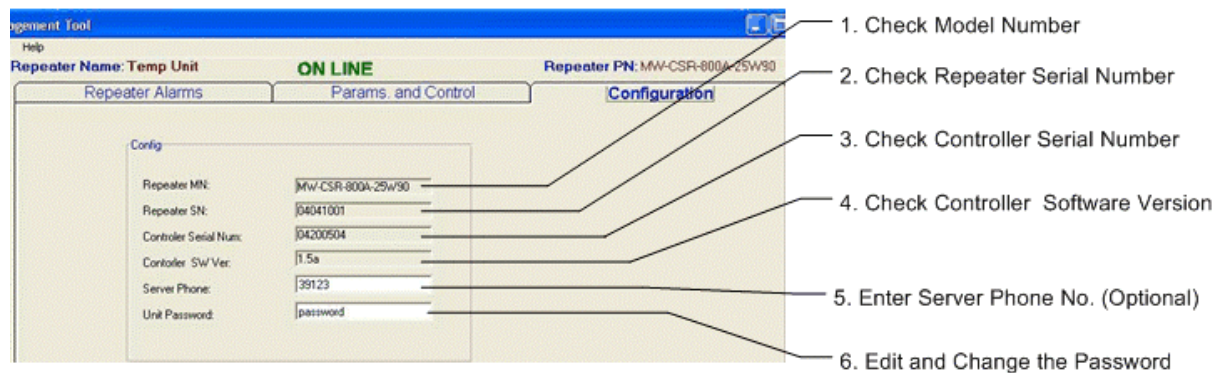 agement Tool
Help
Repeater Name: Temp Unit ON LINE Repeater PN: MW-CSR-800A-25W90
Repeater Alarms Params. and Control Configuration
Config
Repeater MN: MW-CSR-800A-25W90
Repeater SN: 04041001
Controler Serial Num: 04200504
Contoller SW Ver: 1.5a
Server Phone: 39123
Unit Password: password
1. Check Model Number
2. Check Repeater Serial Number
3. Check Controller Serial Number
4. Check Controller Software Version
5. Enter Server Phone No. (Optional)
6. Edit and Change the Password